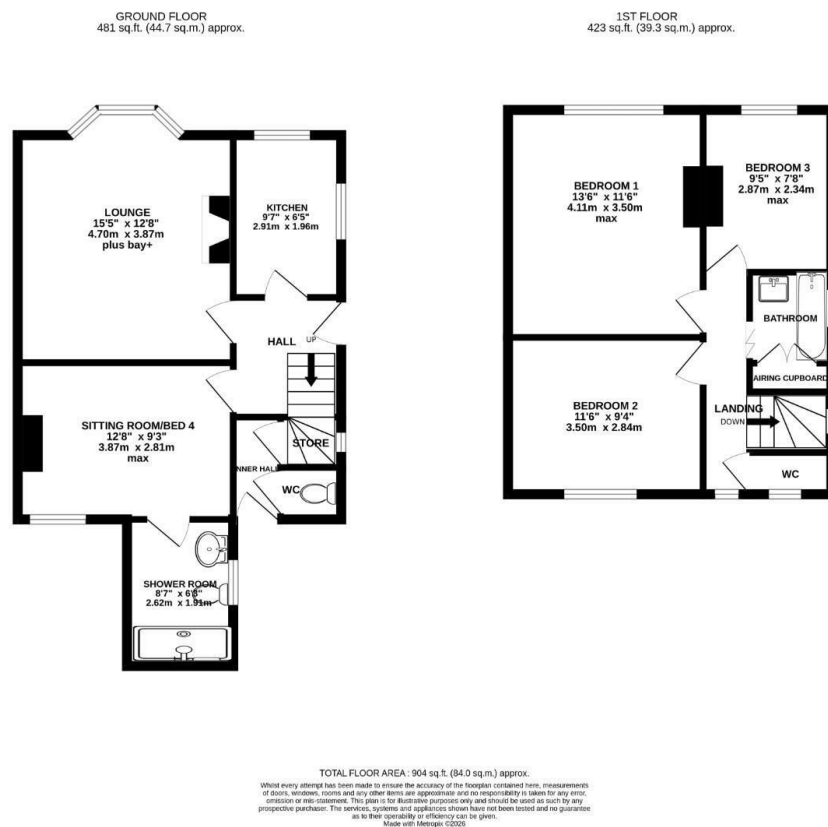 GROUND FLOOR
481 sq.ft. (44.7 sq.m.) approx.
1ST FLOOR
423 sq.ft. (39.3 sq.m.) approx.
LOUNGE
15'5" x 12'8"
4.70m x 3.87m
plus bay+
KITCHEN
9'7" x 6'5"
2.91m x 1.96m
HALL
UP
SITTING ROOM/BED 4
12'8" x 9'3"
3.87m x 2.81m
max
STORE
NNER HALL
WC
SHOWER ROOM
8'7" x 6'3"
2.62m x 1.91m
BEDROOM 1
13'6" x 11'6"
4.11m x 3.50m
max
BEDROOM 3
9'5" x 7'8"
2.87m x 2.34m
max
BATHROOM
AIRING CUPBOARD
BEDROOM 2
11'6" x 9'4"
3.50m x 2.84m
LANDING
DOWN
WC
TOTAL FLOOR AREA : 904 sq.ft. (84.0 sq.m.) approx.
Whilst every attempt has been made to ensure the accuracy of the floorplan contained here, measurements
of doors, windows, rooms and any other items are approximate and no responsibility is taken for any error,
omission or mis-statement. This plan is for illustrative purposes only and should be used as such by any
prospective purchaser. The services, systems and appliances shown have not been tested and no guarantee
as to their operability or efficiency can be given.
Made with Metropix ©2026